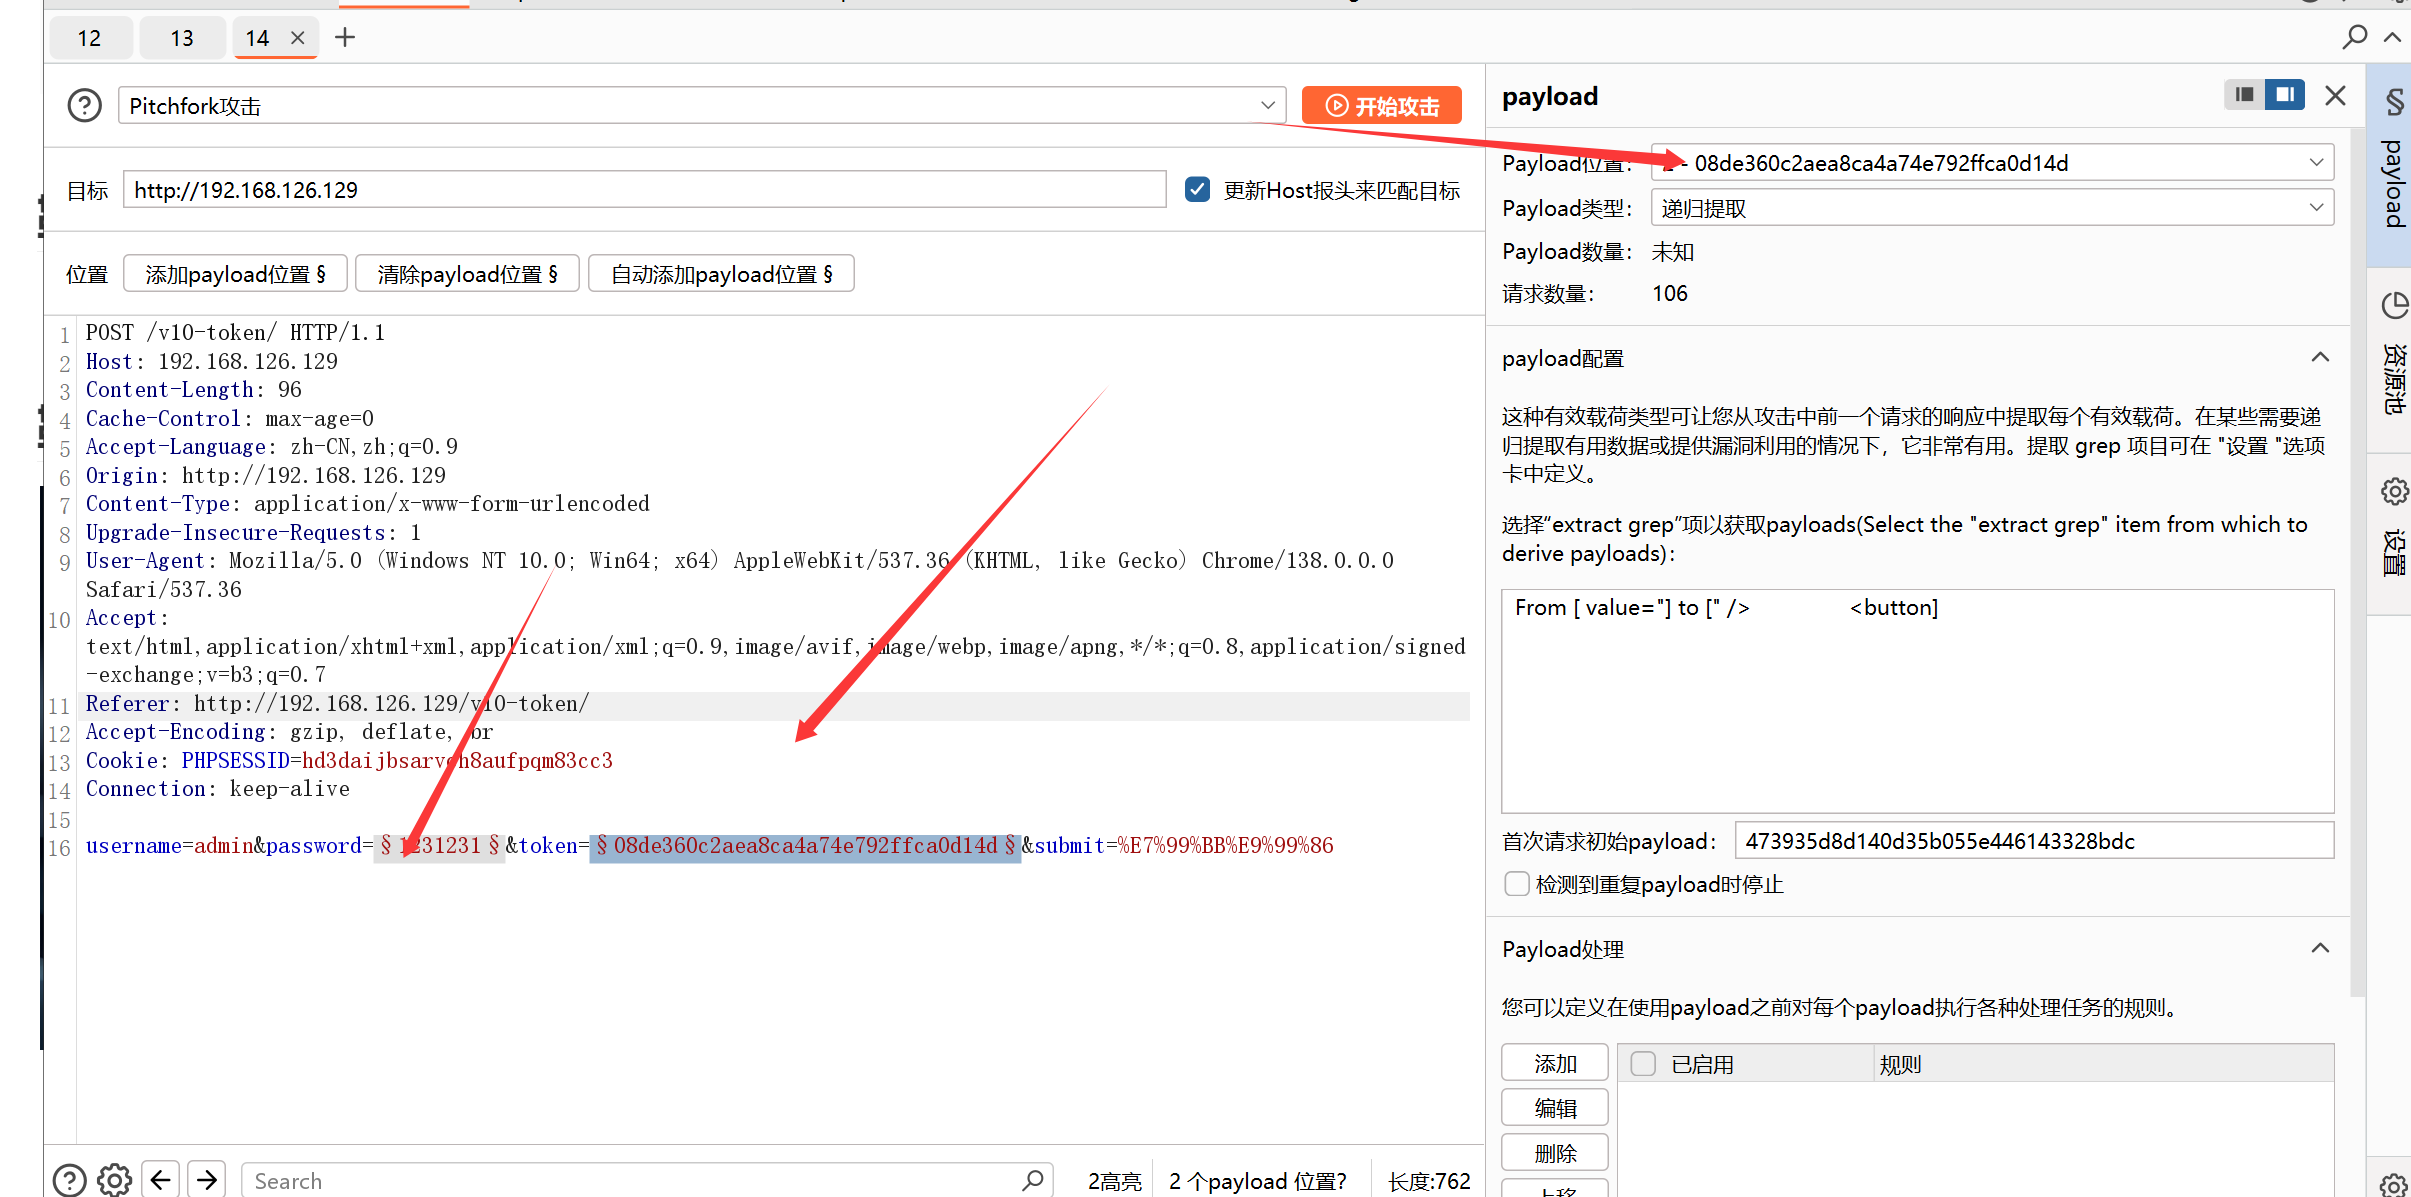 12
13
14
Pitchfork攻击
开始攻击
目标
http://192.168.126.129
更新Host报头来匹配目标
位置
添加payload位置 §
清除payload位置 §
自动添加payload位置 §
1 POST /v10-token/ HTTP/1.1
2 Host: 192.168.126.129
3 Content-Length: 96
4 Cache-Control: max-age=0
5 Accept-Language: zh-CN,zh;q=0.9
6 Origin: http://192.168.126.129
7 Content-Type: application/x-www-form-urlencoded
8 Upgrade-Insecure-Requests: 1
9 User-Agent: Mozilla/5.0 (Windows NT 10.0; Win64; x64) AppleWebKit/537.36 (KHTML, like Gecko) Chrome/138.0.0.0
Safari/537.36
10 Accept:
text/html,application/xhtml+xml,application/xml;q=0.9,image/avif,image/webp,image/apng,*/*;q=0.8,application/signed
-exchange;v=b3;q=0.7
11 Referer: http://192.168.126.129/v10-token/
12 Accept-Encoding: gzip, deflate, br
13 Cookie:
14 Connection: keep-alive
15
16 username=admin&password=§1231231§&token=§08de360c2aea8ca4a74e792ffca0d14d§&submit=%E7%99%BB%E9%99%86
Search
2高亮
2 个payload 位置?
长度:762
payload
Payload位置: 08de360c2aea8ca4a74e792ffca0d14d
Payload类型: 递归提取
Payload数量: 未知
请求数量: 106
payload配置
这种有效载荷类型可让您从攻击中前一个请求的响应中提取每个有效载荷。在某些需要递
归提取有用数据或提供漏洞利用的情况下，它非常有用。提取 grep 项目可在 "设置 "选项
卡中定义。
选择“extract grep”项以获取payloads(Select the "extract grep" item from which to
derive payloads):
From [ value="] to [" /> <button]
首次请求初始payload: 473935d8d140d35b055e446143328bdc
检测到重复payload时停止
Payload处理
您可以定义在使用payload之前对每个payload执行各种处理任务的规则。
添加
编辑
删除
已启用
规则
payload
资源池
设置